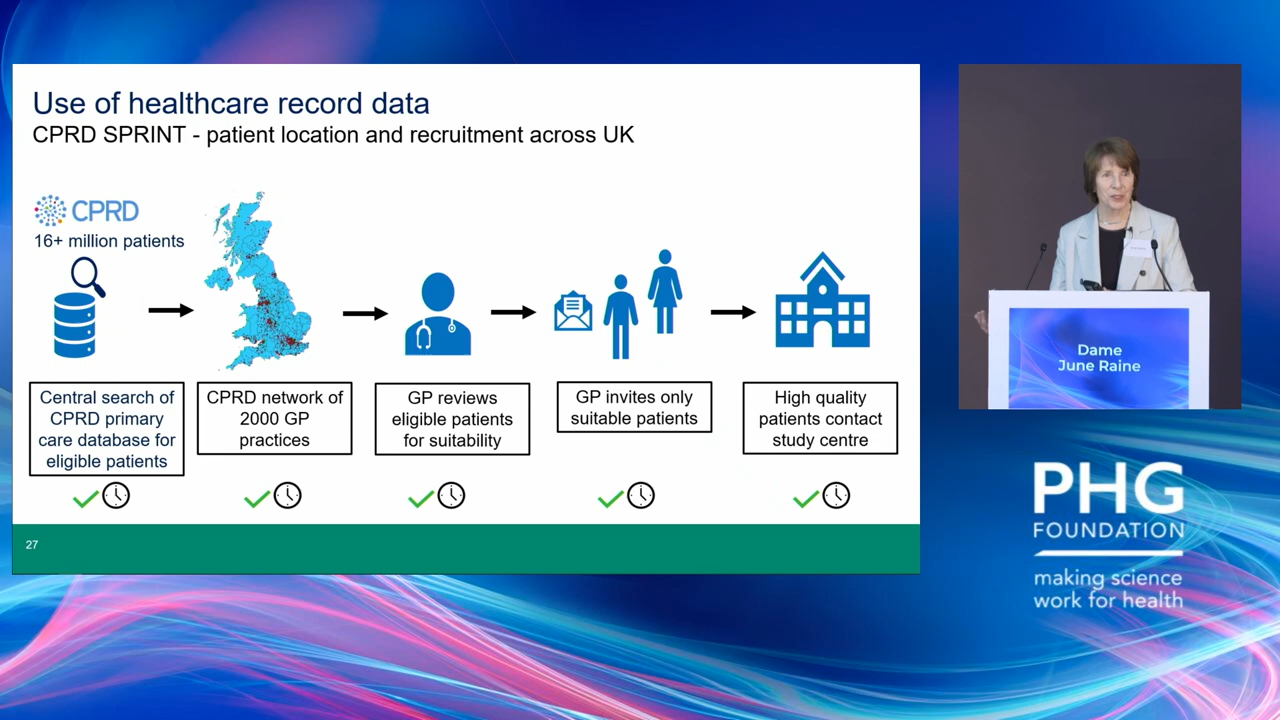 Use of healthcare record data
CPRD SPRINT - patient location and recruitment across UK
CPRD
16+ million patients
Central search of
CPRD primary
care database for
eligible patients
CPRD network of
2000 GP
practices
GP reviews
eligible patients
for suitability
GP invites only
suitable patients
High quality
patients contact
study centre
27
Dame
June Raine
PHG
FOUNDATION
making science
work for health